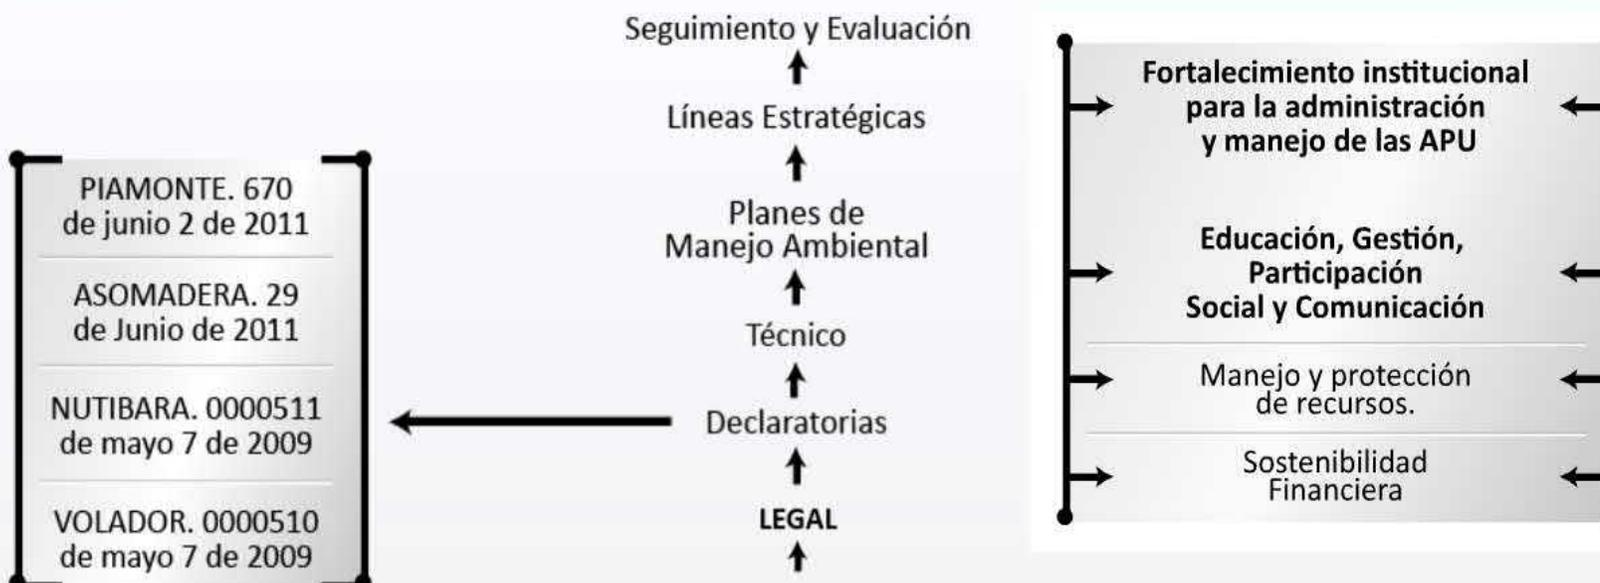 PIAMONTE. 670
de junio 2 de 2011
ASOMADERA. 29
de Junio de 2011
NUTIBARA. 0000511
de mayo 7 de 2009
VOLADOR. 0000510
de mayo 7 de 2009
Seguimiento y Evaluación
Líneas Estratégicas
Planes de
Manejo Ambiental
Técnico
Declaratorias
LEGAL
Fortalecimiento institucional
para la administración
y manejo de las APU
Educación, Gestión,
Participación
Social y Comunicación
Manejo y protección
de recursos.
Sostenibilidad
Financiera